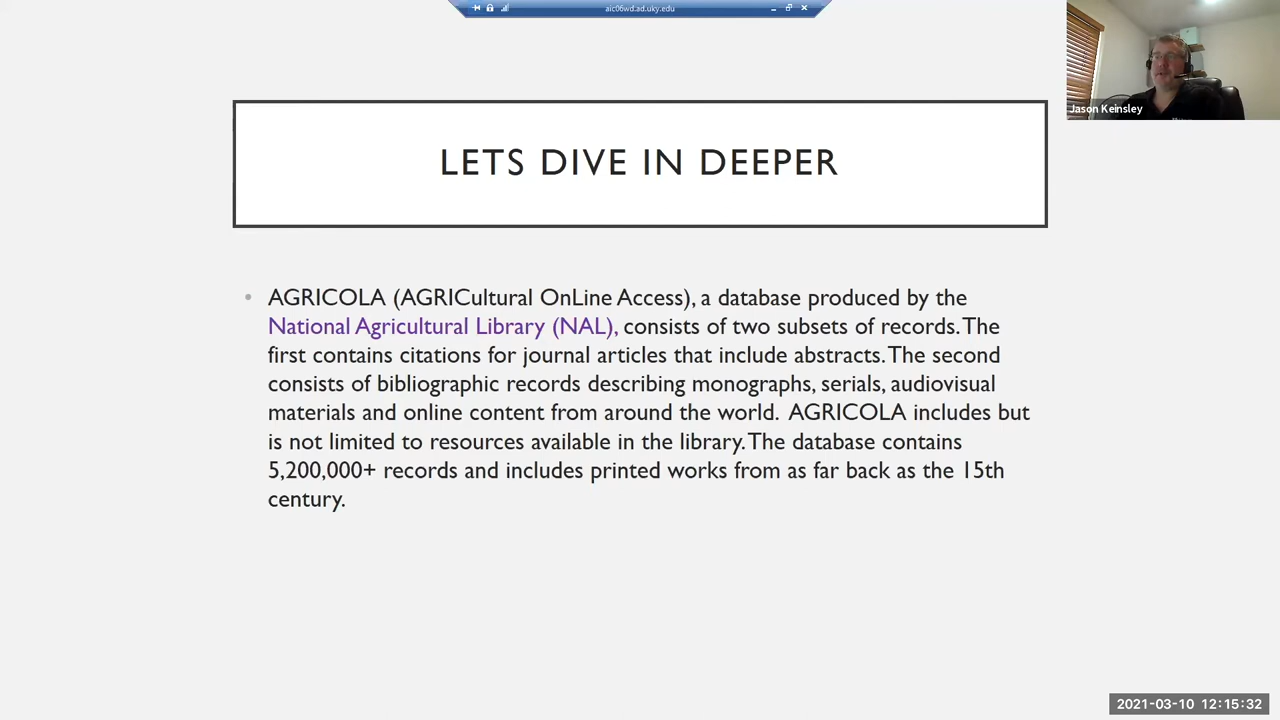 aic06wd.ad.uky.edu
Jason Keinsley
LETS DIVE IN DEEPER
• AGRICOLA (AGRICultural OnLine Access), a database produced by the
National Agricultural Library (NAL), consists of two subsets of records. The
first contains citations for journal articles that include abstracts. The second
consists of bibliographic records describing monographs, serials, audiovisual
materials and online content from around the world.  AGRICOLA includes but
is not limited to resources available in the library. The database contains
5,200,000+ records and includes printed works from as far back as the 15th
century.
2021-03-10 12:15:32